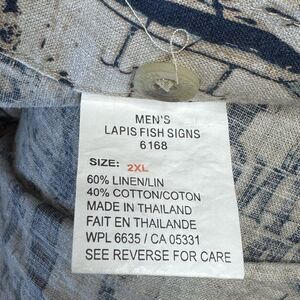 MEN'S
LAPIS FISH SIGNS
6168
SIZE: 2XL
60% LINEN/LIN
40% COTTON/COTON
MADE IN THAILAND
FAIT EN THAILANDE
WPL 6635 / CA 05331
SEE REVERSE FOR CARE